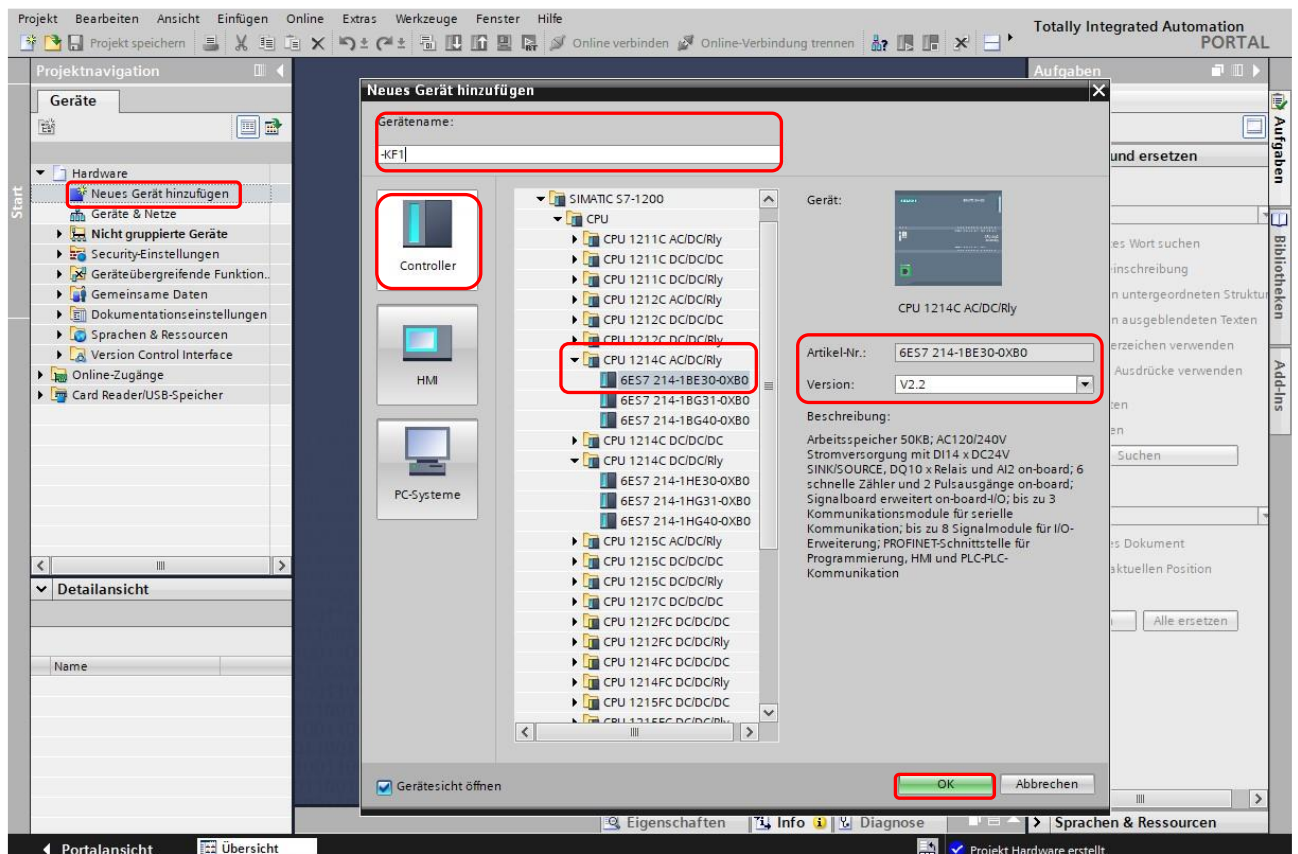 Projekt Bearbeiten Ansicht Einfügen Online Extras Werkzeuge Fenster Hilfe
Totally Integrated Automation
PORTAL
Projekt speichern
Online verbinden
Online-Verbindung trennen
Start
Projektnavigation
Geräte
Hardware
Neues Gerät hinzufügen
Geräte & Netze
Nicht gruppierte Geräte
Security-Einstellungen
Geräteübergreifende Funktion..
Gemeinsame Daten
Dokumentationseinstellungen
Sprachen & Ressourcen
Version Control Interface
Online-Zugänge
Card Reader/USB-Speicher
Detailansicht
Name
Neues Gerät hinzufügen
Gerätename:
-KF1
Controller
HMI
PC-Systeme
SIMATIC S7-1200
CPU
CPU 1211C AC/DC/Rly
CPU 1211C DC/DC/DC
CPU 1211C DC/DC/Rly
CPU 1212C AC/DC/Rly
CPU 1212C DC/DC/DC
CPU 1212C DC/DC/Rly
CPU 1214C AC/DC/Rly
6ES7 214-1BE30-0XB0
6ES7 214-1BG31-0XB0
6ES7 214-1BG40-0XB0
CPU 1214C DC/DC/DC
CPU 1214C DC/DC/Rly
6ES7 214-1HE30-0XB0
6ES7 214-1HG31-0XB0
6ES7 214-1HG40-0XB0
CPU 1215C AC/DC/Rly
CPU 1215C DC/DC/DC
CPU 1215C DC/DC/Rly
CPU 1217C DC/DC/DC
CPU 1212FC DC/DC/DC
CPU 1212FC DC/DC/Rly
CPU 1214FC DC/DC/DC
CPU 1214FC DC/DC/Rly
CPU 1215FC DC/DC/DC
CPU 1215FC DC/DC/Rly
Gerät:
CPU 1214C AC/DC/Rly
Artikel-Nr.: 6ES7 214-1BE30-0XB0
Version: V2.2
Beschreibung:
Arbeitsspeicher 50KB; AC120/240V
Stromversorgung mit DI14 x DC24V
SINK/SOURCE, DQ10 x Relais und AI2 on-board; 6
schnelle Zähler und 2 Pulsausgänge on-board;
Signalboard erweitert on-board-I/O; bis zu 3
Kommunikationsmodule für serielle
Kommunikation; bis zu 8 Signalmodule für I/O-
Erweiterung; PROFINET-Schnittstelle für
Programmierung, HMI und PLC-PLC-
Kommunikation
Gerätesicht öffnen
OK
Abbrechen
Aufgaben
und ersetzen
Wort suchen
untergeordneten Struktur
ausgeblendeten Texten
verwenden
Ausdrücke verwenden
Suchen
Dokument
aktuellen Position
Alle ersetzen
Sprachen & Ressourcen
Aufgaben
Bibliotheken
Add-Ins
Eigenschaften
Info
Diagnose
Portalansicht
Übersicht
Projekt Hardware erstellt